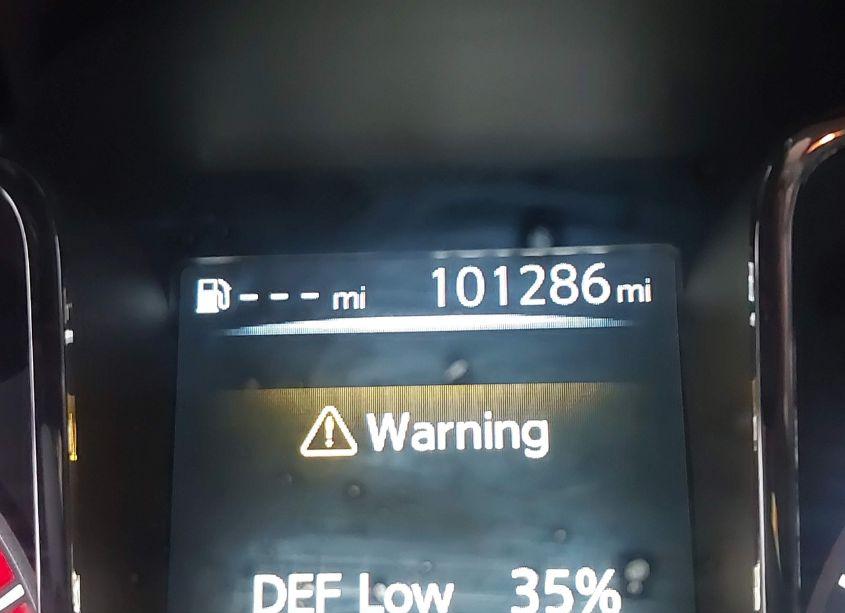 --- mi 101286 mi
Warning
DEF Low 35%